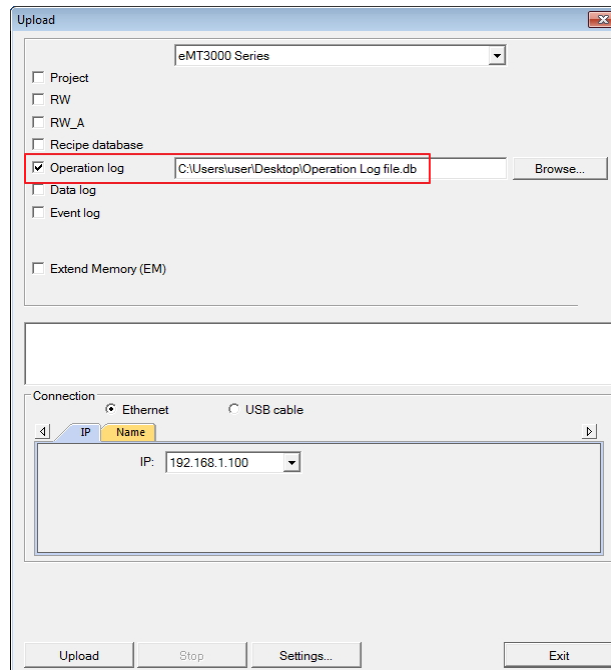 Upload
eMT3000 Series
Project
RW
RW_A
Recipe database
Operation log C:\Users\user\Desktop\Operation Log file.db Browse...
Data log
Event log
Extend Memory (EM)
Connection
Ethernet USB cable
IP Name
IP: 192.168.1.100
Upload Stop Settings... Exit